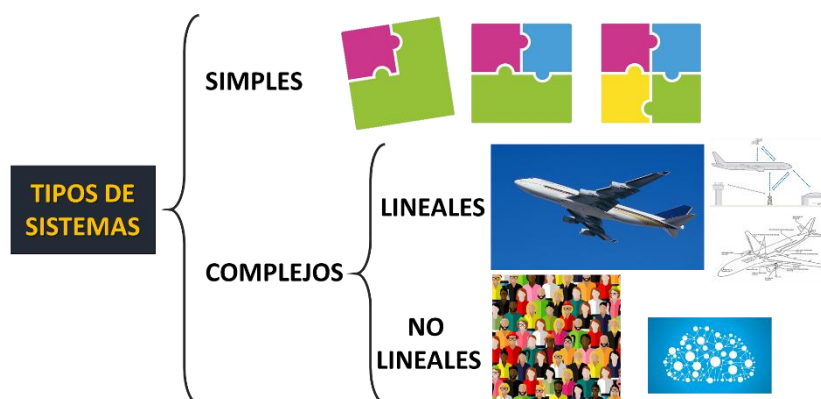 TIPOS DE
SISTEMAS
SIMPLES
COMPLEJOS
LINEALES
NO
LINEALES